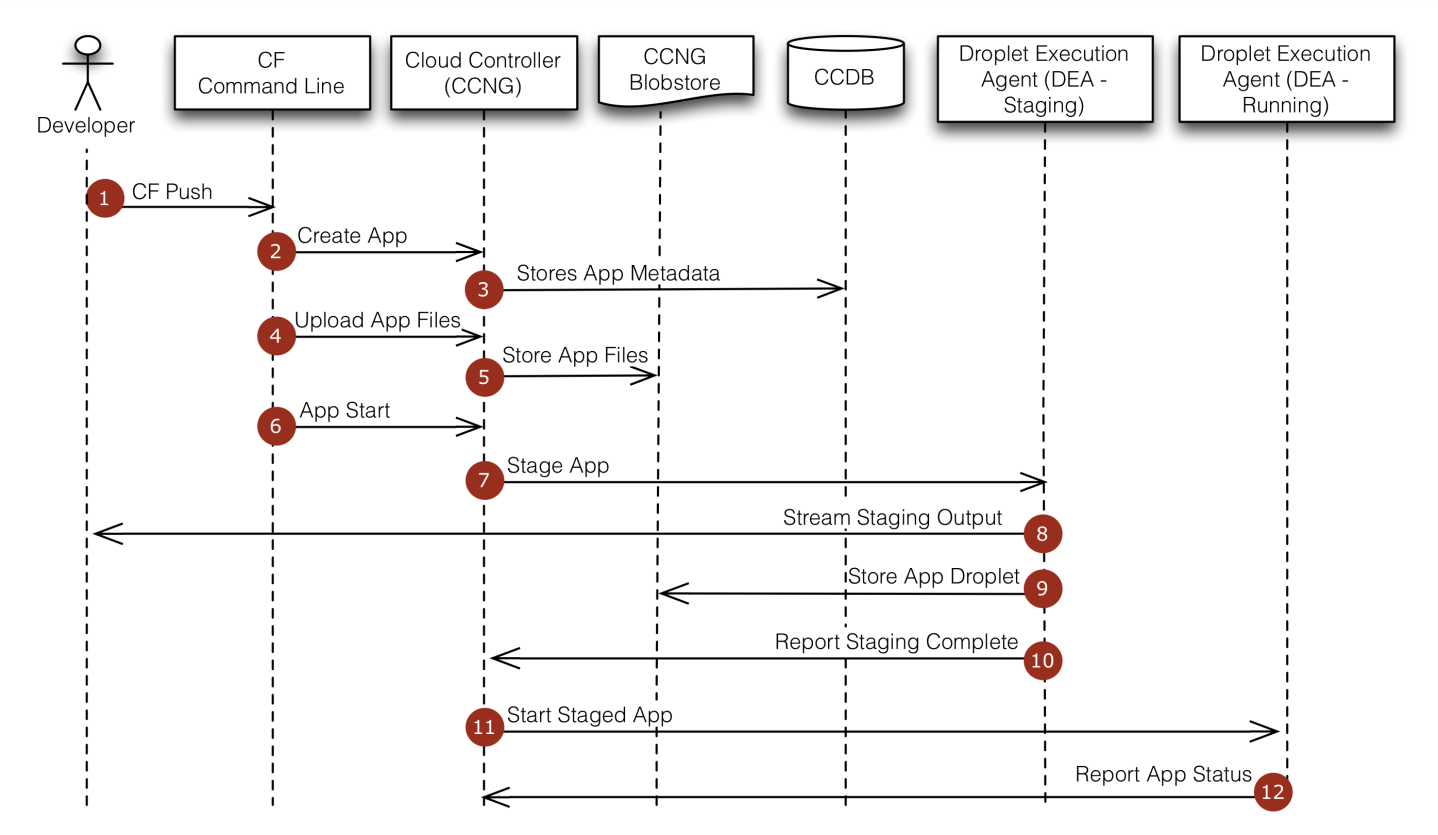 Developer
CF
Command Line
Cloud Controller
(CCNG)
CCNG
Blobstore
CCDB
Droplet Execution
Agent (DEA -
Staging)
Droplet Execution
Agent (DEA -
Running)
1 CF Push
2 Create App
3 Stores App Metadata
4 Upload App Files
5 Store App Files
6 App Start
7 Stage App
Stream Staging Output 8
Store App Droplet 9
Report Staging Complete 10
11 Start Staged App
Report App Status 12